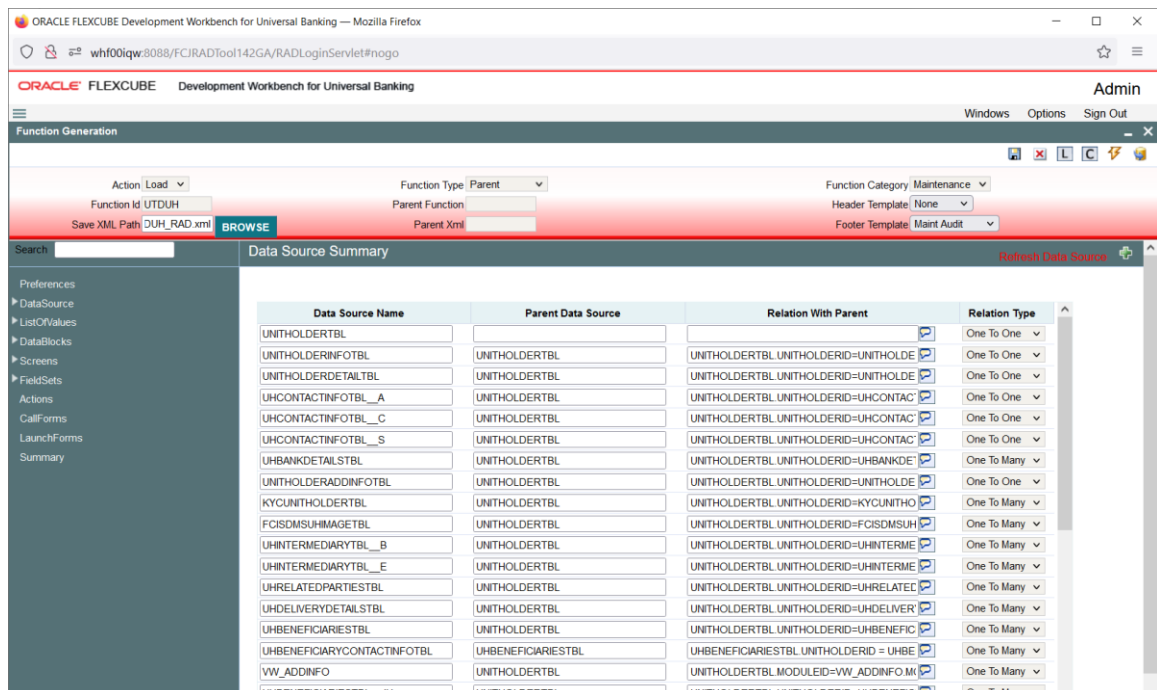 ORACLE FLEXCUBE Development Workbench for Universal Banking — Mozilla Firefox
whf00iqw:8088/FCJRADTool142GA/RADLoginServlet#nogo
ORACLE FLEXCUBE Development Workbench for Universal Banking Admin
Windows Options Sign Out
Function Generation
L C
Action Load Function Type Parent Function Category Maintenance
Function Id UTDUH Parent Function Header Template None
Save XML Path DUH_RAD.xml BROWSE Parent Xml Footer Template Maint Audit
Search Data Source Summary Refresh Data Source
Preferences
DataSource
ListOfValues
DataBlocks
Screens
FieldSets
Actions
CallForms
LaunchForms
Summary
Data Source Name Parent Data Source Relation With Parent Relation Type
UNITHOLDERTBL One To One
UNITHOLDERINFOTBL UNITHOLDERTBL UNITHOLDERTBL.UNITHOLDERID=UNITHOLDE One To One
UNITHOLDERDETAILTBL UNITHOLDERTBL UNITHOLDERTBL.UNITHOLDERID=UNITHOLDE One To One
UHCONTACTINFOTBL__A UNITHOLDERTBL UNITHOLDERTBL.UNITHOLDERID=UHCONTAC One To One
UHCONTACTINFOTBL__C UNITHOLDERTBL UNITHOLDERTBL.UNITHOLDERID=UHCONTAC One To One
UHCONTACTINFOTBL__S UNITHOLDERTBL UNITHOLDERTBL.UNITHOLDERID=UHCONTAC One To One
UHBANKDETAILSTBL UNITHOLDERTBL UNITHOLDERTBL.UNITHOLDERID=UHBANKDE One To Many
UNITHOLDERADDINFOTBL UNITHOLDERTBL UNITHOLDERTBL.UNITHOLDERID=UNITHOLDE One To One
KYCUNITHOLDERTBL UNITHOLDERTBL UNITHOLDERTBL.UNITHOLDERID=KYCUNITHO One To Many
FCISDMSUHIMAGETBL UNITHOLDERTBL UNITHOLDERTBL.UNITHOLDERID=FCISDMSUH One To Many
UHINTERMEDIARYTBL__B UNITHOLDERTBL UNITHOLDERTBL.UNITHOLDERID=UHINTERME One To Many
UHINTERMEDIARYTBL__E UNITHOLDERTBL UNITHOLDERTBL.UNITHOLDERID=UHINTERME One To Many
UHRELATEDPARTIESTBL UNITHOLDERTBL UNITHOLDERTBL.UNITHOLDERID=UHRELATED One To Many
UHDELIVERYDETAILSTBL UNITHOLDERTBL UNITHOLDERTBL.UNITHOLDERID=UHDELIVER One To Many
UHBENEFICIARIESTBL UNITHOLDERTBL UNITHOLDERTBL.UNITHOLDERID=UHBENEFIC One To Many
UHBENEFICIARYCONTACTINFOTBL UHBENEFICIARIESTBL UHBENEFICIARIESTBL.UNITHOLDERID = UHBE One To Many
VW_ADDINFO UNITHOLDERTBL UNITHOLDERTBL.MODULEID=VW_ADDINFO.MO One To Many